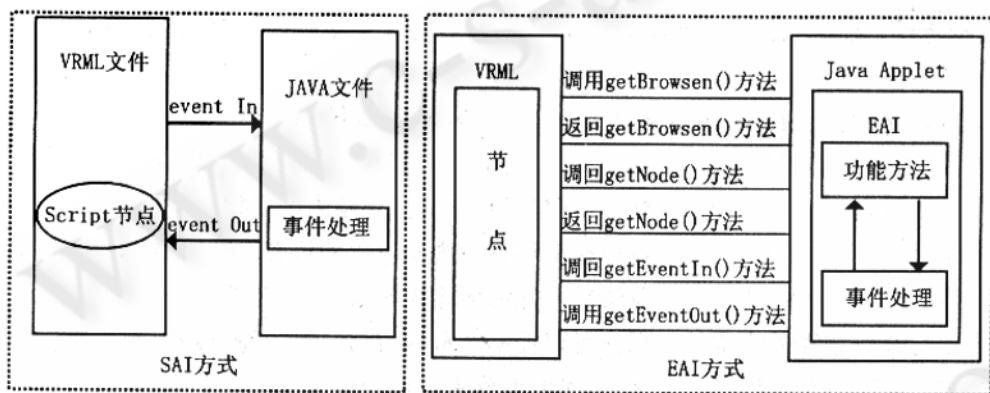 VRML文件
JAVA文件
event In
Script节点
event Out
事件处理
SAI方式
VRML
节
点
调用getBrowsen()方法
返回getBrowsen()方法
调回getNode()方法
返回getNode()方法
调回getEventIn()方法
调用getEventOut()方法
Java Applet
EAI
功能方法
事件处理
EAI方式